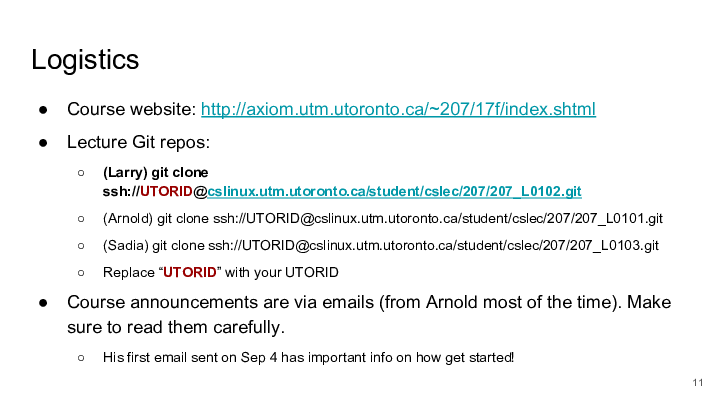 Logistics
● Course website: http://axiom.utm.utoronto.ca/~207/17f/index.shtml
● Lecture Git repos:
○ (Larry) git clone
ssh://UTORID@cslinux.utm.utoronto.ca/student/cslec/207/207_L0102.git
○ (Arnold) git clone ssh://UTORID@cslinux.utm.utoronto.ca/student/cslec/207/207_L0101.git
○ (Sadia) git clone ssh://UTORID@cslinux.utm.utoronto.ca/student/cslec/207/207_L0103.git
○ Replace “UTORID” with your UTORID
● Course announcements are via emails (from Arnold most of the time). Make
sure to read them carefully.
○ His first email sent on Sep 4 has important info on how get started!
11